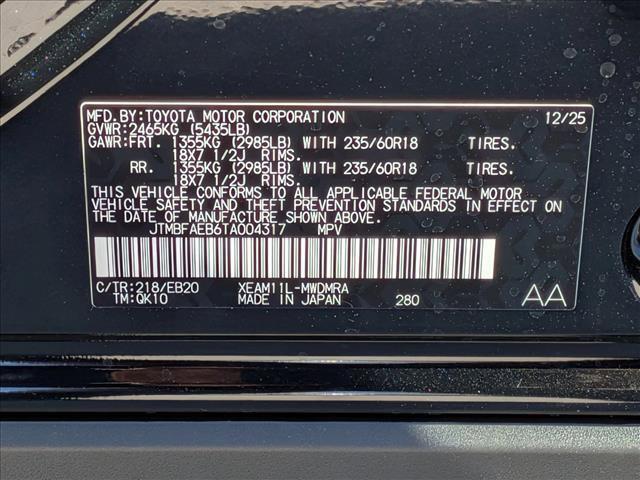 MFD.BY:TOYOTA MOTOR CORPORATION 12/25
GVWR:2465KG (5435LB)
GAWR:FRT. 1355KG (2985LB) WITH 235/60R18 TIRES.
18X7 1/2J RIMS.
RR. 1355KG (2985LB) WITH 235/60R18 TIRES.
18X7 1/2J RIMS.
THIS VEHICLE CONFORMS TO ALL APPLICABLE FEDERAL MOTOR
VEHICLE SAFETY AND THEFT PREVENTION STANDARDS IN EFFECT ON
THE DATE OF MANUFACTURE SHOWN ABOVE.
JTMBFAEB6TA004317 MPV
C/TR:218/EB20 XEAM11L-MWDMRA
TM:QK10 MADE IN JAPAN 280 AA